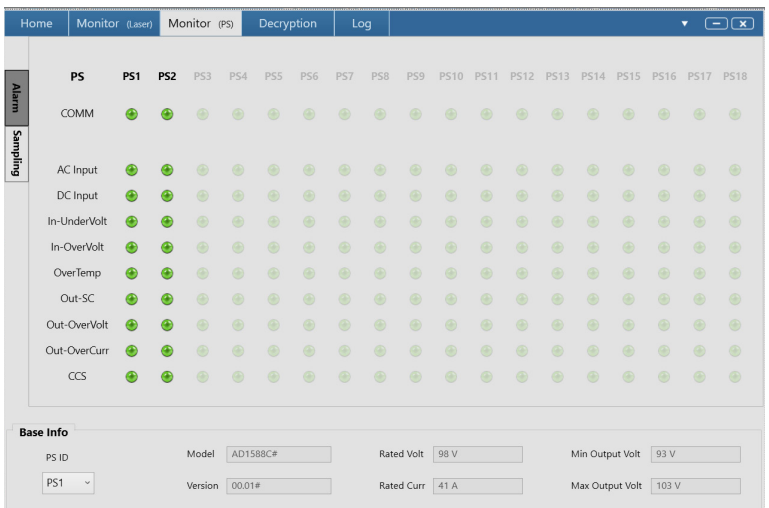 Home Monitor (Laser) Monitor (PS) Decryption Log
Alarm
Sampling
PS PS1 PS2 PS3 PS4 PS5 PS6 PS7 PS8 PS9 PS10 PS11 PS12 PS13 PS14 PS15 PS16 PS17 PS18
COMM
AC Input
DC Input
In-UnderVolt
In-OverVolt
OverTemp
Out-SC
Out-OverVolt
Out-OverCurr
CCS
Base Info
PS ID Model AD1588C# Rated Volt 98 V Min Output Volt 93 V
PS1 Version 00.01# Rated Curr 41 A Max Output Volt 103 V